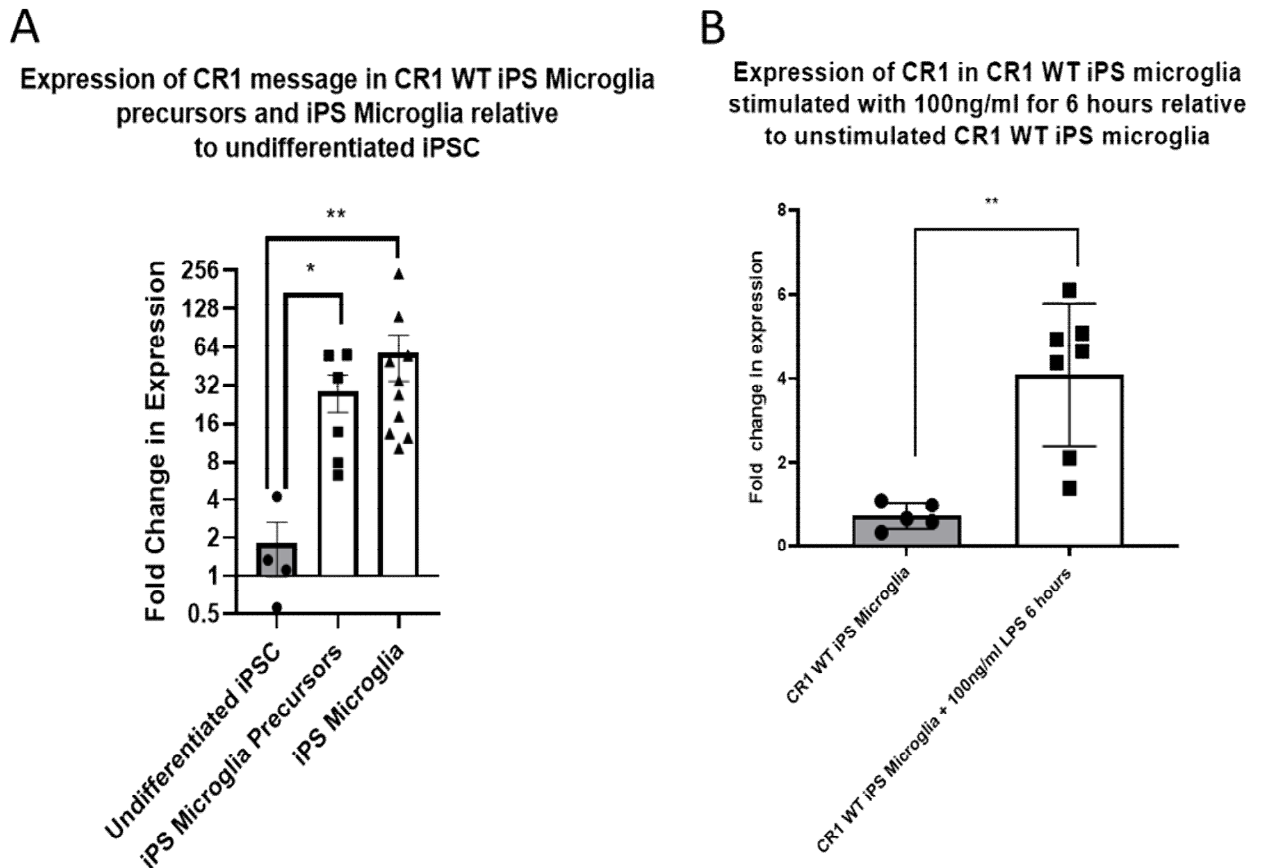 A
Expression of CR1 message in CR1 WT iPS Microglia
precursors and iPS Microglia relative
to undifferentiated iPSC
**
*
Fold Change in Expression
256
128
64
32
16
8
4
2
1
0.5
Undifferentiated iPSC
iPS Microglia Precursors
iPS Microglia
B
Expression of CR1 in CR1 WT iPS microglia
stimulated with 100ng/ml for 6 hours relative
to unstimulated CR1 WT iPS microglia
**
Fold change in expression
8
6
4
2
0
CR1 WT iPS Microglia
CR1 WT iPS Microglia + 100ng/ml LPS 6 hours